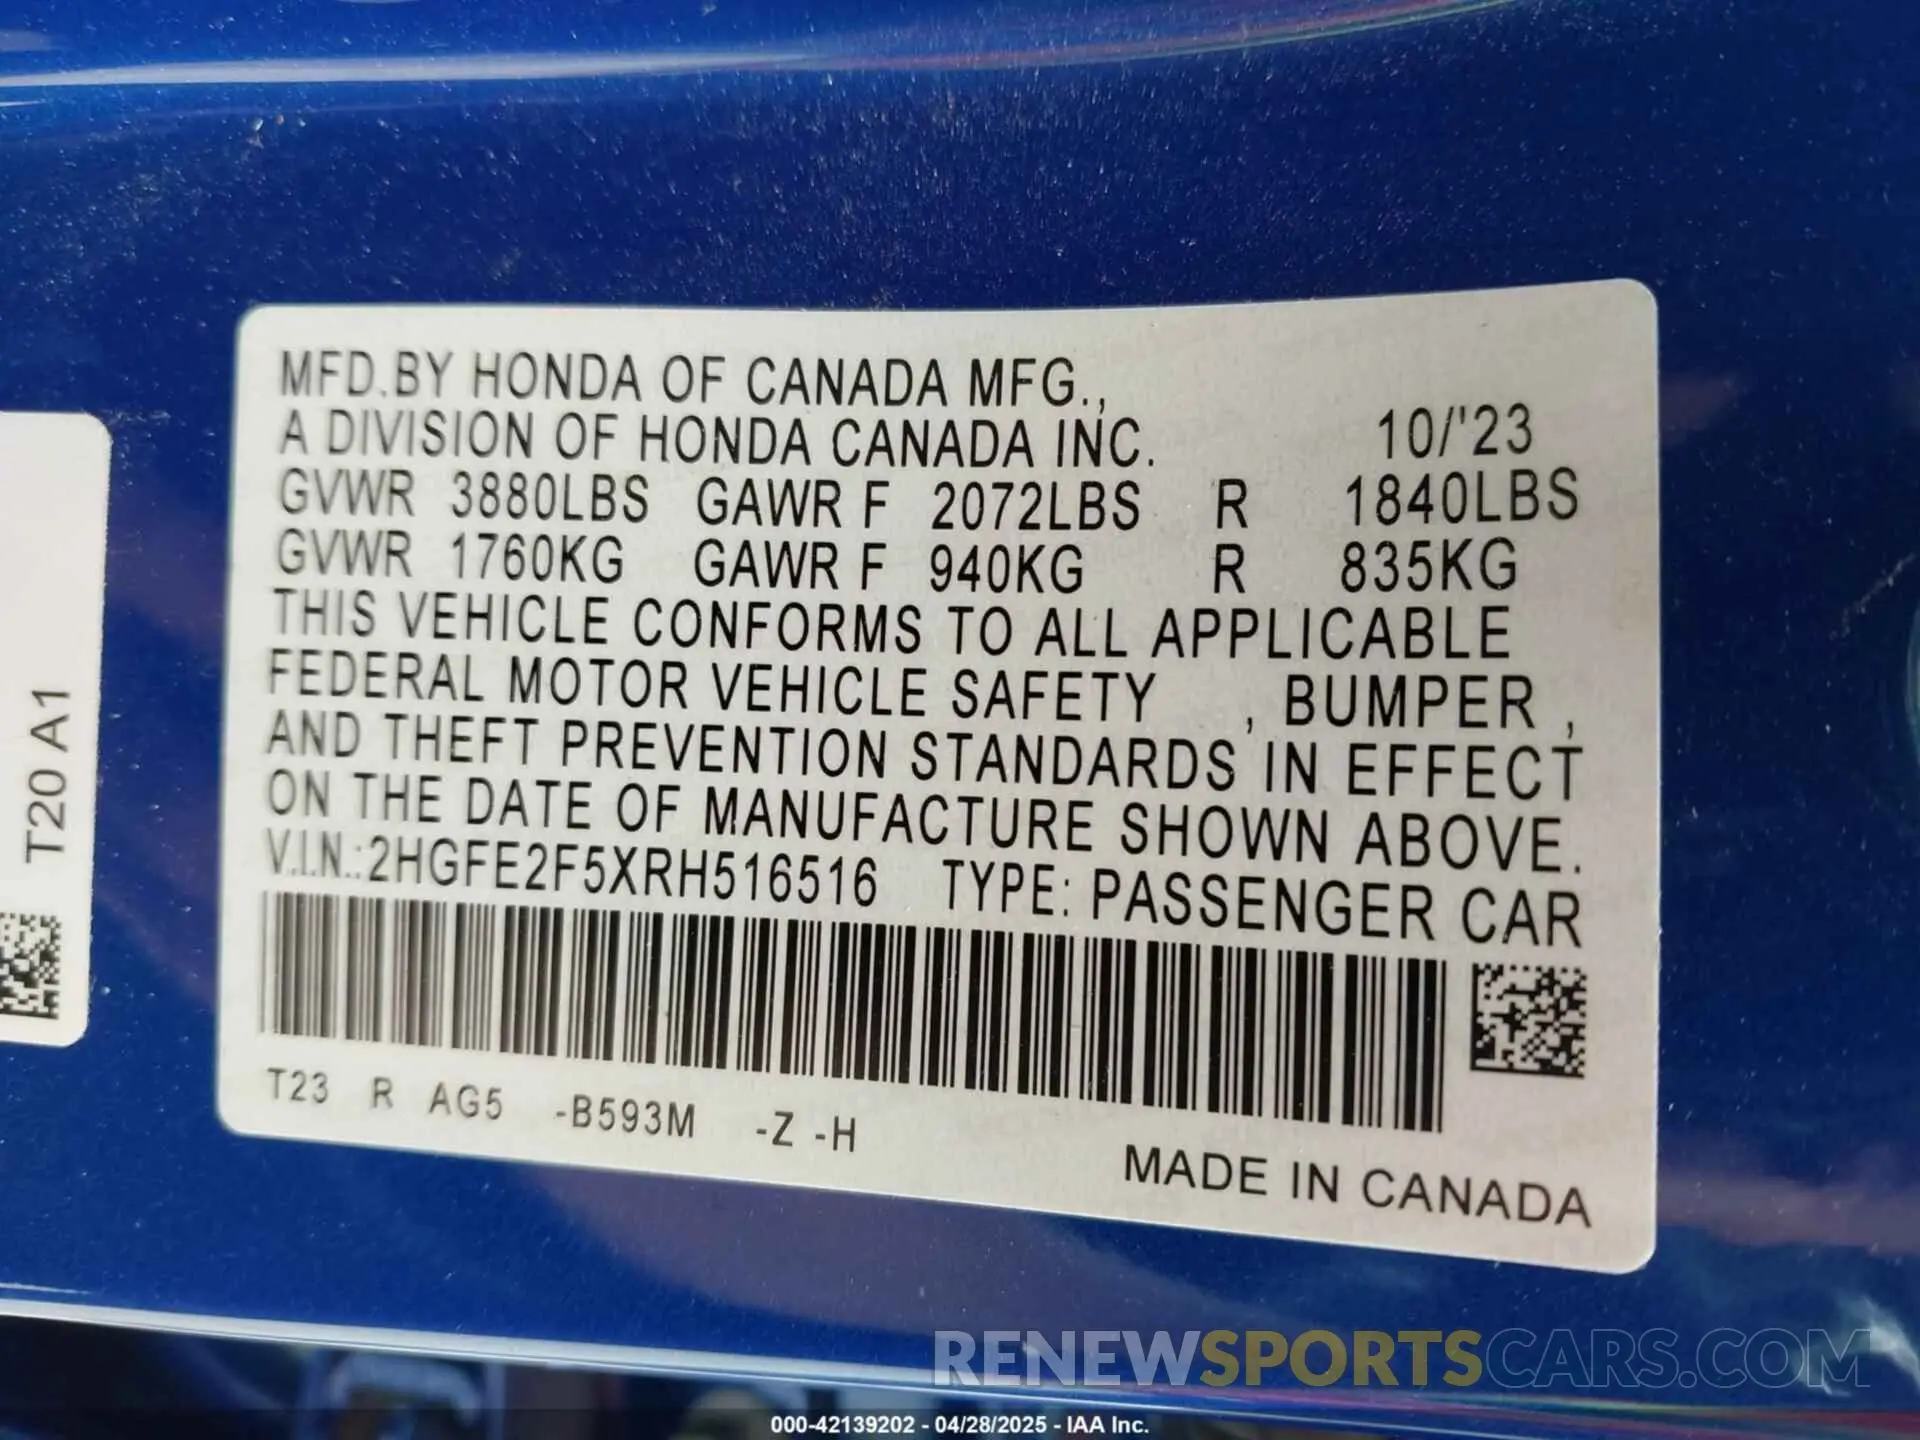 MFD.BY HONDA OF CANADA MFG.,
A DIVISION OF HONDA CANADA INC. 10/'23
GVWR 3880LBS GAWR F 2072LBS R 1840LBS
GVWR 1760KG GAWR F 940KG R 835KG
THIS VEHICLE CONFORMS TO ALL APPLICABLE
FEDERAL MOTOR VEHICLE SAFETY , BUMPER ,
AND THEFT PREVENTION STANDARDS IN EFFECT
ON THE DATE OF MANUFACTURE SHOWN ABOVE.
V.I.N.:2HGFE2F5XRH516516 TYPE: PASSENGER CAR
T23 R AG5 -B593M -Z -H
MADE IN CANADA
T20 A1
RENEWSPORTSCARS.COM
000-42139202 - 04/28/2025 - IAA Inc.